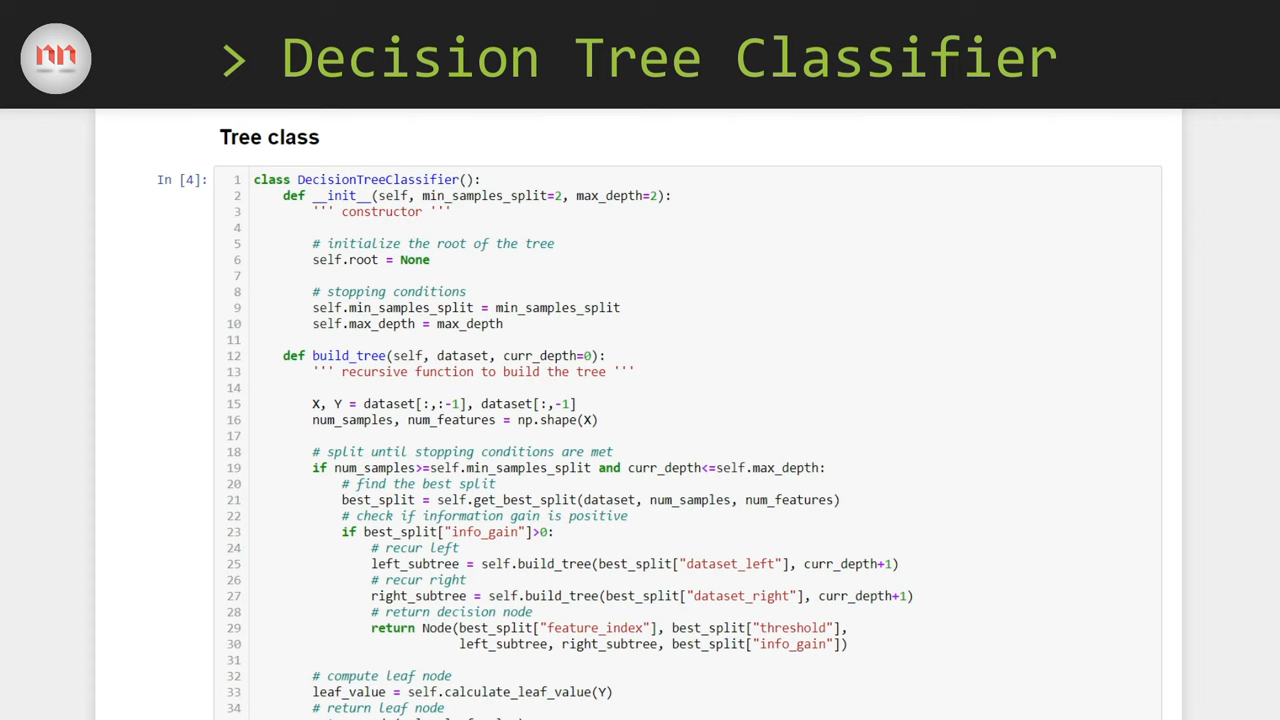 > Decision Tree Classifier
Tree class
In [4]:
1 class DecisionTreeClassifier():
2     def __init__(self, min_samples_split=2, max_depth=2):
3         ''' constructor '''
4
5         # initialize the root of the tree
6         self.root = None
7
8         # stopping conditions
9         self.min_samples_split = min_samples_split
10         self.max_depth = max_depth
11
12     def build_tree(self, dataset, curr_depth=0):
13         ''' recursive function to build the tree '''
14
15         X, Y = dataset[:,:-1], dataset[:,-1]
16         num_samples, num_features = np.shape(X)
17
18         # split until stopping conditions are met
19         if num_samples>=self.min_samples_split and curr_depth<=self.max_depth:
20             # find the best split
21             best_split = self.get_best_split(dataset, num_samples, num_features)
22             # check if information gain is positive
23             if best_split["info_gain"]>0:
24                 # recur left
25                 left_subtree = self.build_tree(best_split["dataset_left"], curr_depth+1)
26                 # recur right
27                 right_subtree = self.build_tree(best_split["dataset_right"], curr_depth+1)
28                 # return decision node
29                 return Node(best_split["feature_index"], best_split["threshold"],
30                             left_subtree, right_subtree, best_split["info_gain"])
31
32         # compute leaf node
33         leaf_value = self.calculate_leaf_value(Y)
34         # return leaf node